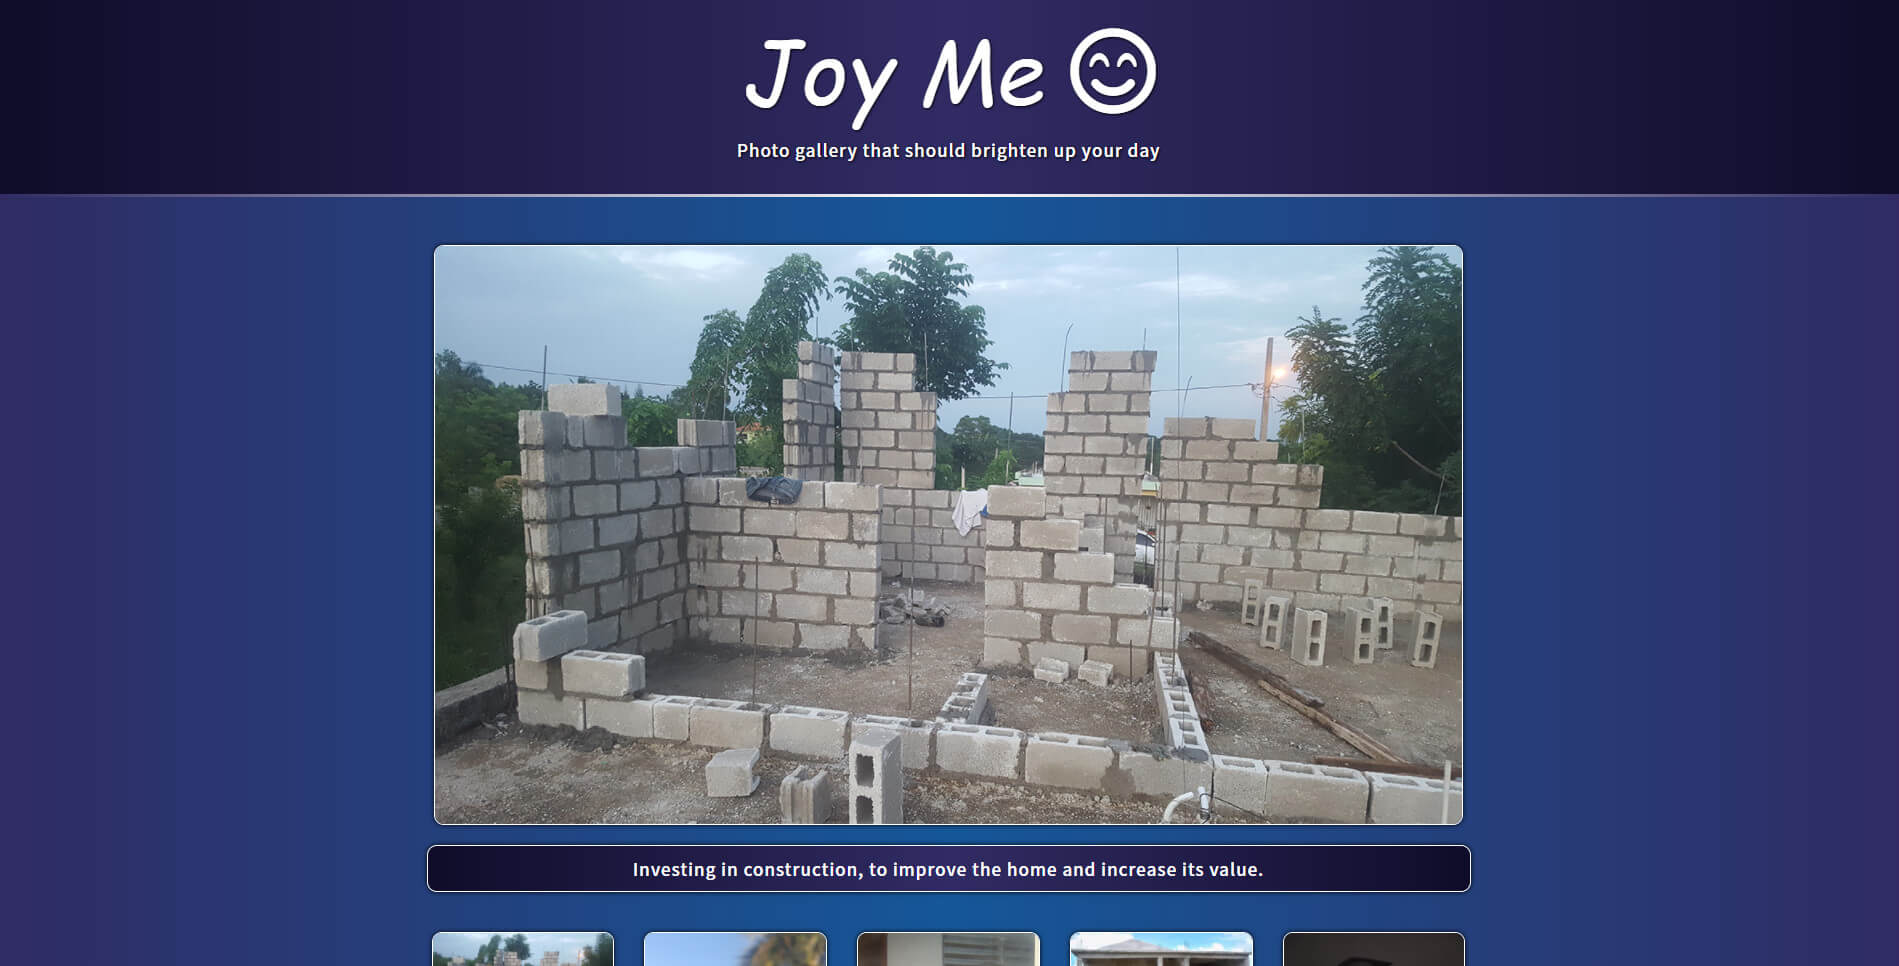 Joy Me
Photo gallery that should brighten up your day
Investing in construction, to improve the home and increase its value.